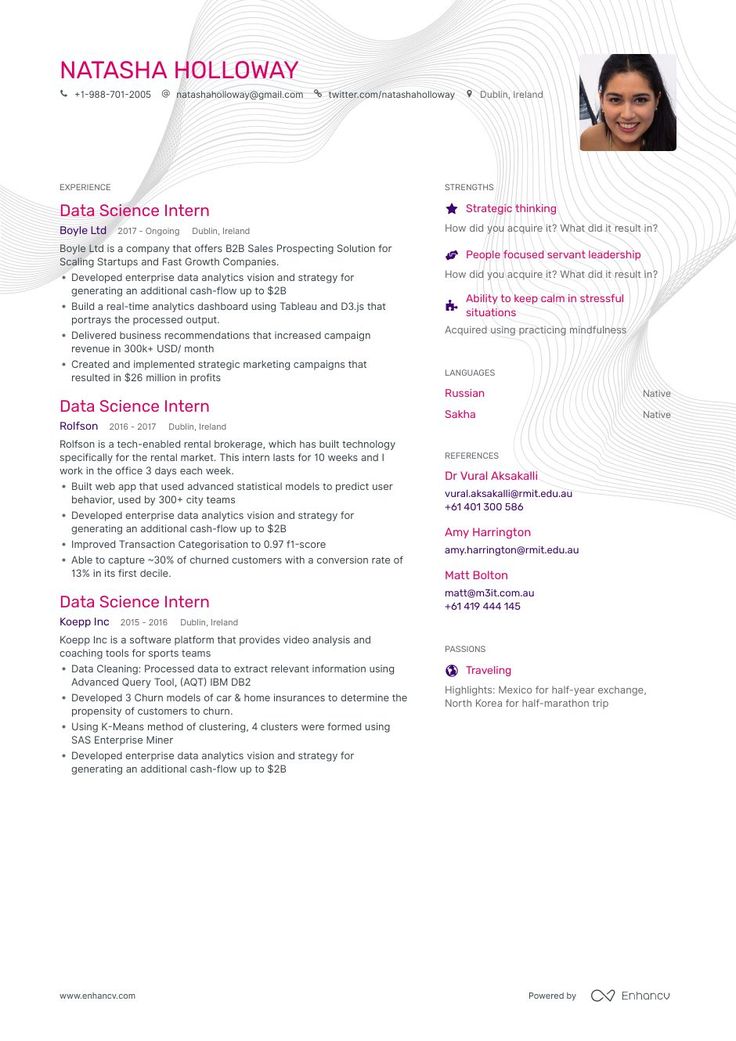 NATASHA HOLLOWAY
+1-988-701-2005 @ natashaholloway@gmail.com twitter.com/natashaholloway Dublin, Ireland
EXPERIENCE
Data Science Intern
Boyle Ltd 2017 - Ongoing Dublin, Ireland
Boyle Ltd is a company that offers B2B Sales Prospecting Solution for
Scaling Startups and Fast Growth Companies.
• Developed enterprise data analytics vision and strategy for
generating an additional cash-flow up to $2B
• Build a real-time analytics dashboard using Tableau and D3.js that
portrays the processed output.
• Delivered business recommendations that increased campaign
revenue in 300k+ USD/ month
• Created and implemented strategic marketing campaigns that
resulted in $26 million in profits
Data Science Intern
Rolfson 2016 - 2017 Dublin, Ireland
Rolfson is a tech-enabled rental brokerage, which has built technology
specifically for the rental market. This intern lasts for 10 weeks and I
work in the office 3 days each week.
• Built web app that used advanced statistical models to predict user
behavior, used by 300+ city teams
• Developed enterprise data analytics vision and strategy for
generating an additional cash-flow up to $2B
• Improved Transaction Categorisation to 0.97 f1-score
• Able to capture ~30% of churned customers with a conversion rate of
13% in its first decile.
Data Science Intern
Koepp Inc 2015 - 2016 Dublin, Ireland
Koepp Inc is a software platform that provides video analysis and
coaching tools for sports teams
• Data Cleaning: Processed data to extract relevant information using
Advanced Query Tool, (AQT) IBM DB2
• Developed 3 Churn models of car & home insurances to determine the
propensity of customers to churn.
• Using K-Means method of clustering, 4 clusters were formed using
SAS Enterprise Miner
• Developed enterprise data analytics vision and strategy for
generating an additional cash-flow up to $2B
STRENGTHS
Strategic thinking
How did you acquire it? What did it result in?
People focused servant leadership
How did you acquire it? What did it result in?
Ability to keep calm in stressful
situations
Acquired using practicing mindfulness
LANGUAGES
Russian Native
Sakha Native
REFERENCES
Dr Vural Aksakalli
vural.aksakalli@rmit.edu.au
+61 401 300 586
Amy Harrington
amy.harrington@rmit.edu.au
Matt Bolton
matt@m3it.com.au
+61 419 444 145
PASSIONS
Traveling
Highlights: Mexico for half-year exchange,
North Korea for half-marathon trip
www.enhancv.com
Powered by Enhancv